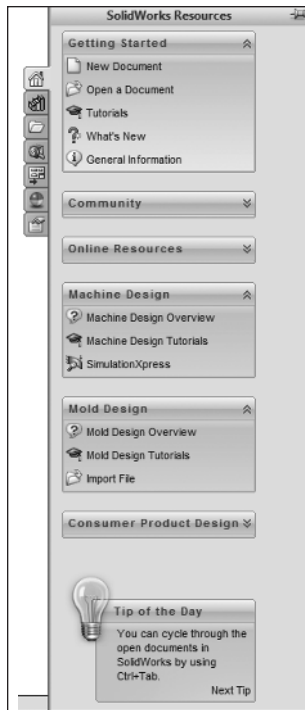 SolidWorks Resources
Getting Started
New Document
Open a Document
Tutorials
What's New
General Information
Community
Online Resources
Machine Design
Machine Design Overview
Machine Design Tutorials
SimulationXpress
Mold Design
Mold Design Overview
Mold Design Tutorials
Import File
Consumer Product Design
Tip of the Day
You can cycle through the
open documents in
SolidWorks by using
Ctrl+Tab.
Next Tip